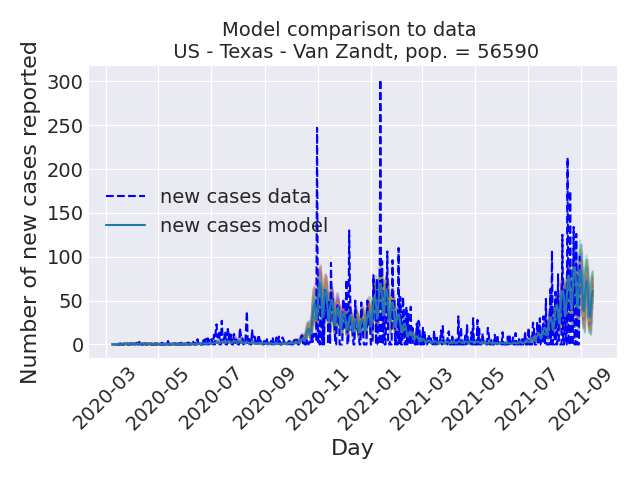 Model comparison to data
US - Texas - Van Zandt, pop. = 56590
Number of new cases reported
300
250
200
150
100
50
0
new cases data
new cases model
2020-03
2020-05
2020-07
2020-09
2020-11
2021-01
2021-03
2021-05
2021-07
2021-09
Day